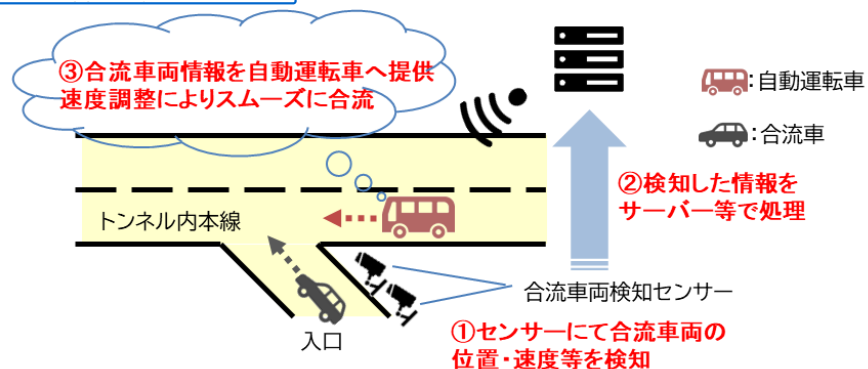 ③合流車両情報を自動運転車へ提供
速度調整によりスムーズに合流
：自動運転車
：合流車
②検知した情報を
サーバー等で処理
トンネル内本線
合流車両検知センサー
入口
①センサーにて合流車両の
位置・速度等を検知